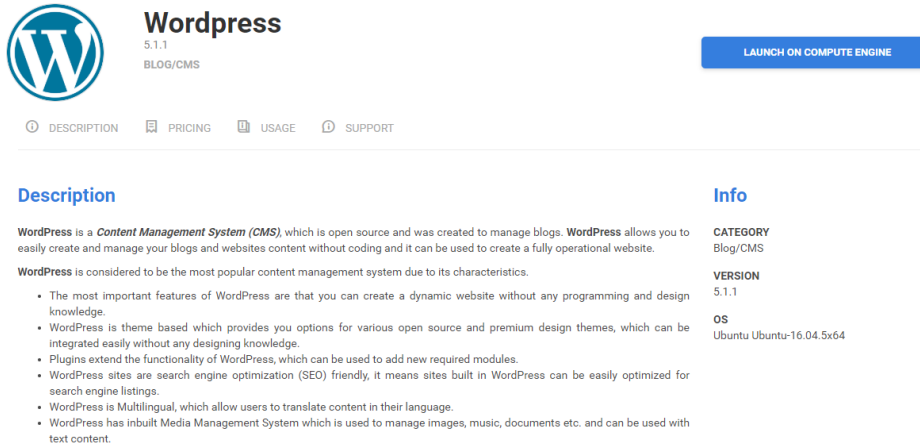 Wordpress
5.1.1
BLOG/CMS
LAUNCH ON COMPUTE ENGINE
DESCRIPTION
PRICING
USAGE
SUPPORT
Description
WordPress is a Content Management System (CMS), which is open source and was created to manage blogs. WordPress allows you to
easily create and manage your blogs and websites content without coding and it can be used to create a fully operational website.
WordPress is considered to be the most popular content management system due to its characteristics.
• The most important features of WordPress are that you can create a dynamic website without any programming and design
knowledge.
• WordPress is theme based which provides you options for various open source and premium design themes, which can be
integrated easily without any designing knowledge.
• Plugins extend the functionality of WordPress, which can be used to add new required modules.
• WordPress sites are search engine optimization (SEO) friendly, it means sites built in WordPress can be easily optimized for
search engine listings.
• WordPress is Multilingual, which allow users to translate content in their language.
• WordPress has inbuilt Media Management System which is used to manage images, music, documents etc. and can be used with
text content.
Info
CATEGORY
Blog/CMS
VERSION
5.1.1
OS
Ubuntu Ubuntu-16.04.5x64